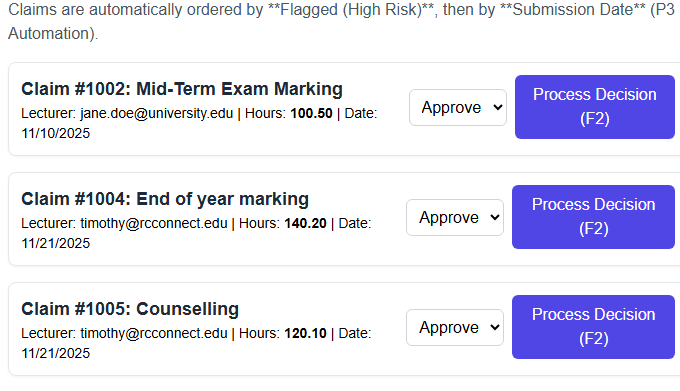 Claims are automatically ordered by **Flagged (High Risk)**, then by **Submission Date** (P3
Automation).
Claim #1002: Mid-Term Exam Marking
Lecturer: jane.doe@university.edu | Hours: 100.50 | Date:
11/10/2025
Approve
Process Decision
(F2)
Claim #1004: End of year marking
Lecturer: timothy@rcconnect.edu | Hours: 140.20 | Date:
11/21/2025
Approve
Process Decision
(F2)
Claim #1005: Counselling
Lecturer: timothy@rcconnect.edu | Hours: 120.10 | Date:
11/21/2025
Approve
Process Decision
(F2)